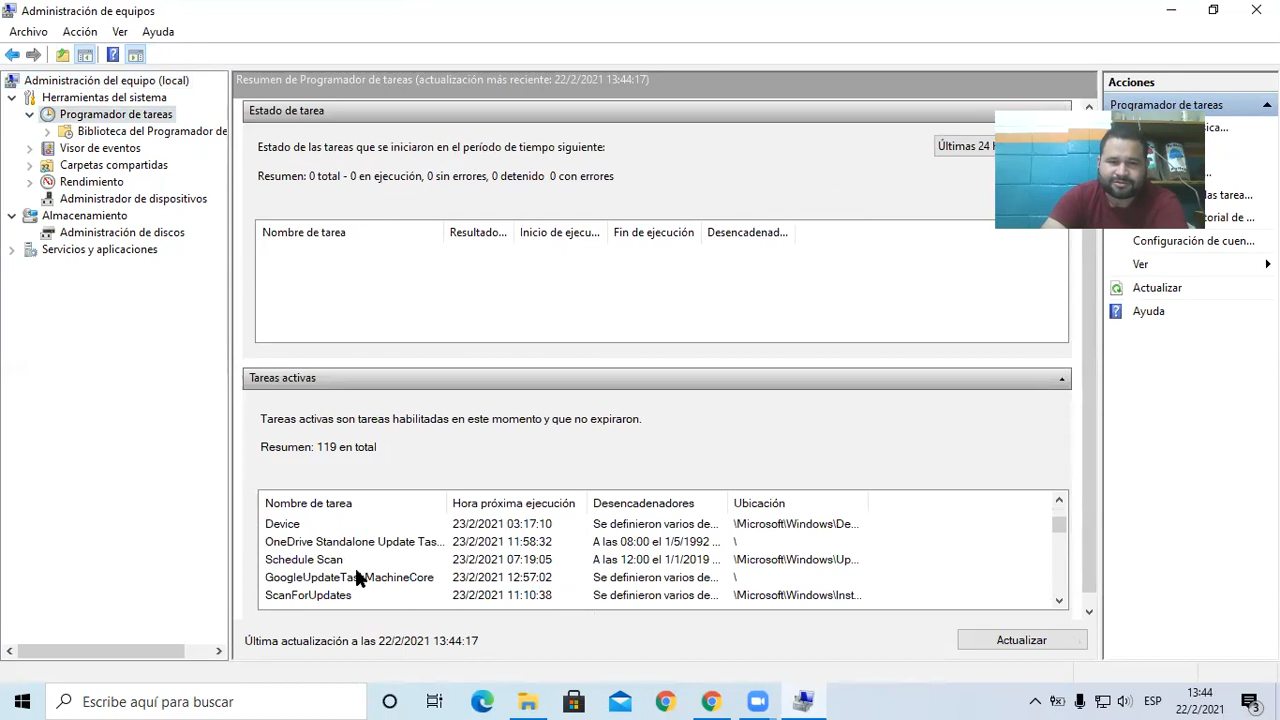 Administración de equipos
Archivo Acción Ver Ayuda
Administración del equipo (local)
Herramientas del sistema
Programador de tareas
Biblioteca del Programador de
Visor de eventos
Carpetas compartidas
Rendimiento
Administrador de dispositivos
Almacenamiento
Administración de discos
Servicios y aplicaciones
Resumen de Programador de tareas (actualización más reciente: 22/2/2021 13:44:17)
Estado de tarea
Estado de las tareas que se iniciaron en el período de tiempo siguiente:
Últimas 24
Resumen: 0 total - 0 en ejecución, 0 sin errores, 0 detenido 0 con errores
Nombre de tarea Resultado... Inicio de ejecu... Fin de ejecución Desencadenad...
Tareas activas
Tareas activas son tareas habilitadas en este momento y que no expiraron.
Resumen: 119 en total
Nombre de tarea Hora próxima ejecución Desencadenadores Ubicación
Device 23/2/2021 03:17:10 Se definieron varios de... \Microsoft\Windows\De...
OneDrive Standalone Update Tas... 23/2/2021 11:58:32 A las 08:00 el 1/5/1992 ... \
Schedule Scan 23/2/2021 07:19:05 A las 12:00 el 1/1/2019 ... \Microsoft\Windows\Up...
GoogleUpdateTaskMachineCore 23/2/2021 12:57:02 Se definieron varios de... \
ScanForUpdates 23/2/2021 11:10:38 Se definieron varios de... \Microsoft\Windows\Inst...
Última actualización a las 22/2/2021 13:44:17
Actualizar
Acciones
Programador de tareas
ica...
...
las tarea...
torial de ...
Configuración de cuen...
Ver
Actualizar
Ayuda
Escribe aquí para buscar
ESP
13:44
22/2/2021
3